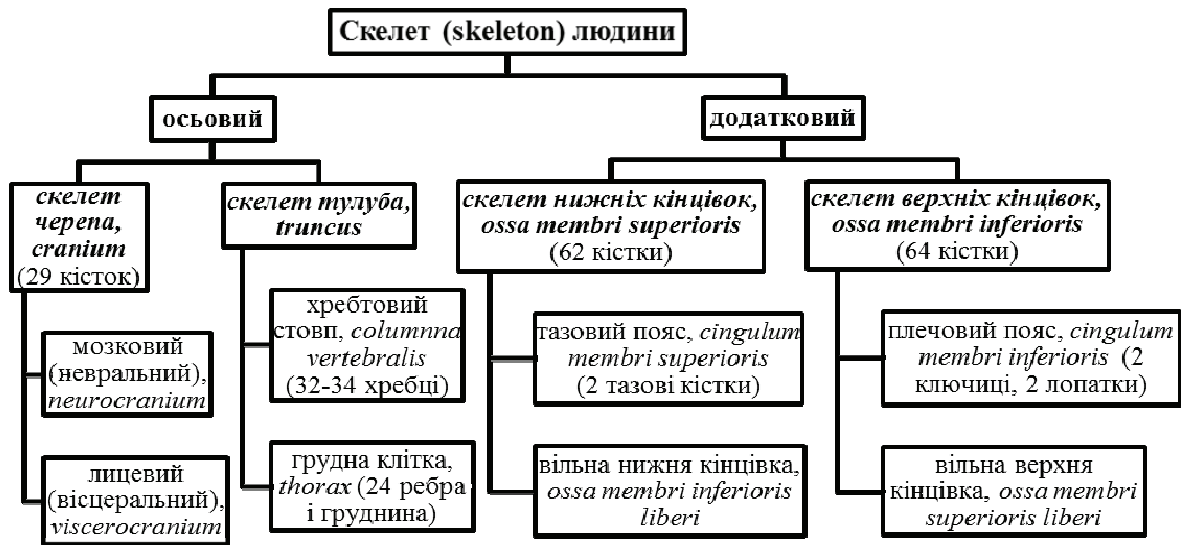 Скелет (skeleton) людини
осьовий
додатковий
скелет
черепа,
cranium
(29 кісток)
скелет тулуба,
truncus
скелет нижніх кінцівок,
ossa membri superioris
(62 кістки)
скелет верхніх кінцівок,
ossa membri inferioris
(64 кістки)
мозковий
(невральний),
neurocranium
лицевий
(вісцеральний),
viscerocranium
хребтовий
стовп, columnna
vertebralis
(32-34 хребці)
грудна клітка,
thorax (24 ребра
і груднина)
тазовий пояс, cingulum
membri superioris
(2 тазові кістки)
вільна нижня кінцівка,
ossa membri inferioris
liberi
плечовий пояс, cingulum
membri inferioris (2
ключиці, 2 лопатки)
вільна верхня
кінцівка, ossa membri
superioris liberi